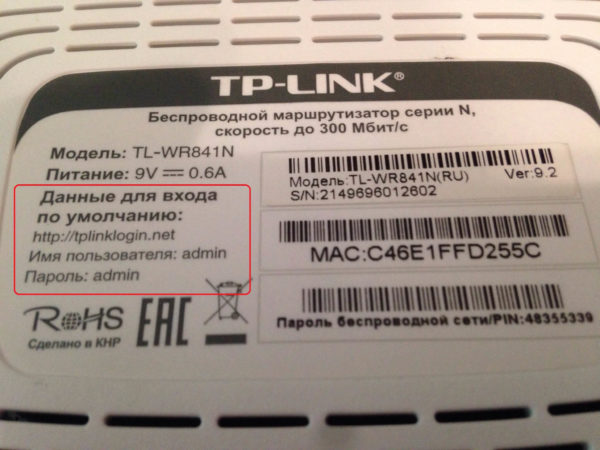 TP-LINK®
Беспроводной маршрутизатор серии N,
скорость до 300 Мбит/с
Модель: TL-WR841N
Питание: 9V ⎓ 0.6A
Данные для входа
по умолчанию:
http://tplinklogin.net
Имя пользователя: admin
Пароль: admin
RoHS
Сделано в КНР
EAC
Модель:TL-WR841N(RU) Ver:9.2
S/N:2149696012602
MAC:C46E1FFD255C
Пароль беспроводной сети/PIN:48355339